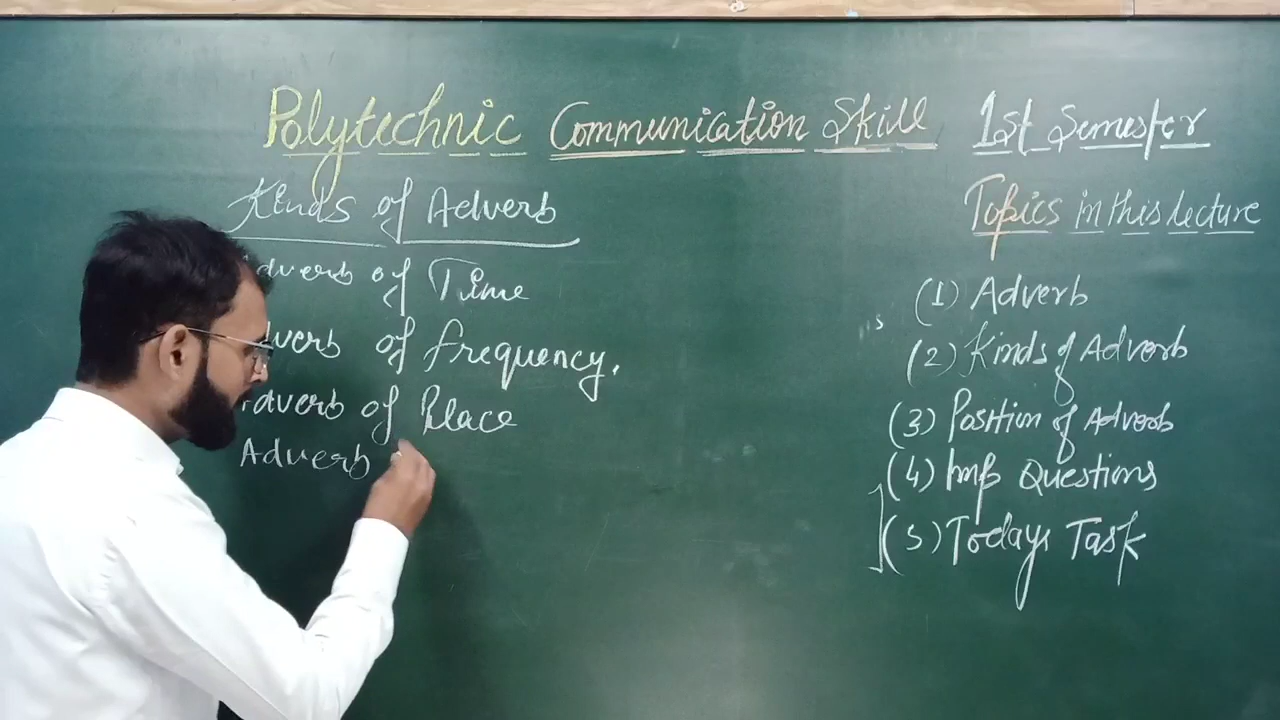 Polytechnic Communication Skill 1st Semester
Kinds of Adverb
Adverb of Time
Adverb of frequency.
Adverb of Place
Adverb
Topics in this lecture
(1) Adverb
(2) Kinds of Adverb
(3) Position of Adverb
(4) Imp Questions
(5) Todays Task